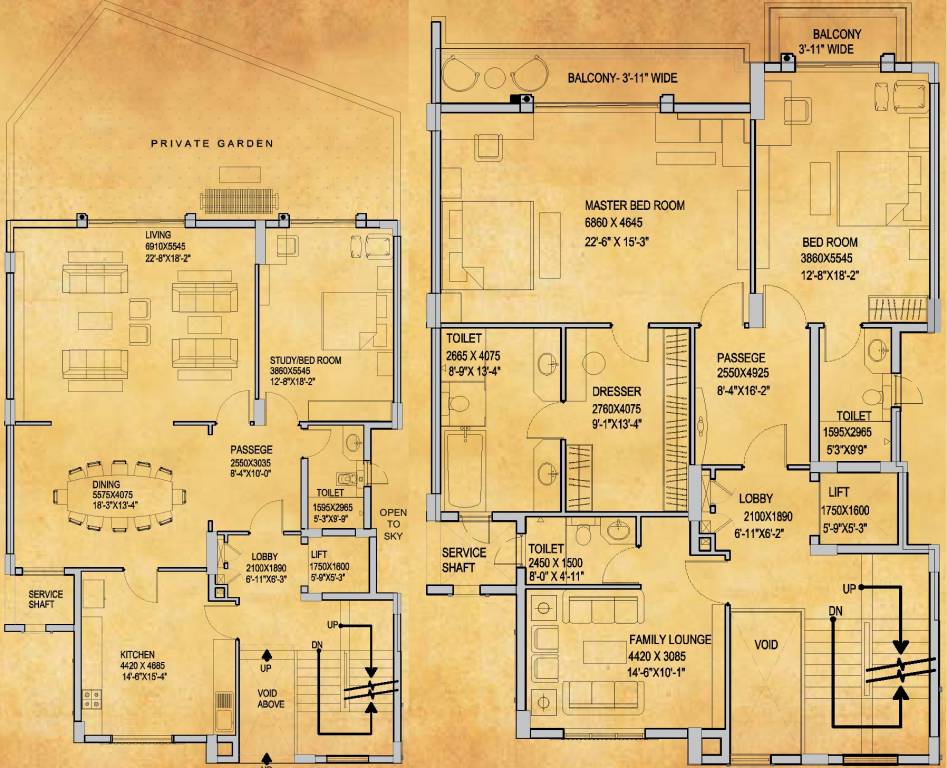 PRIVATE GARDEN
LIVING
6910X5545
22'-8"X18'-2"
STUDY/BED ROOM
3860X5545
12'-8"X18'-2"
PASSEGE
2550X3035
8'-4"X10'-0"
DINING
5575X4075
18'-3"X13'-4"
TOILET
1595X2965
5'-3"X9'-9"
OPEN
TO
SKY
LOBBY
2100X1890
6'-11"X6'-3"
LIFT
1750X1600
5'-9"X5'-3"
SERVICE
SHAFT
KITCHEN
4420 X 4685
14'-6"X15'-4"
UP
DN
UP
VOID
ABOVE
UP
BALCONY
3'-11" WIDE
BALCONY- 3'-11" WIDE
MASTER BED ROOM
6860 X 4645
22'-6" X 15'-3"
BED ROOM
3860X5545
12'-8"X18'-2"
TOILET
2665 X 4075
8'-9"X 13'-4"
DRESSER
2760X4075
9'-1"X13'-4"
PASSEGE
2550X4925
8'-4"X16'-2"
TOILET
1595X2965
5'3"X9'9"
LOBBY
2100X1890
6'-11"X6'-2"
LIFT
1750X1600
5'-9"X5'-3"
SERVICE
SHAFT
TOILET
2450 X 1500
8'-0" X 4'-11"
FAMILY LOUNGE
4420 X 3085
14'-6"X10'-1"
VOID
UP
DN